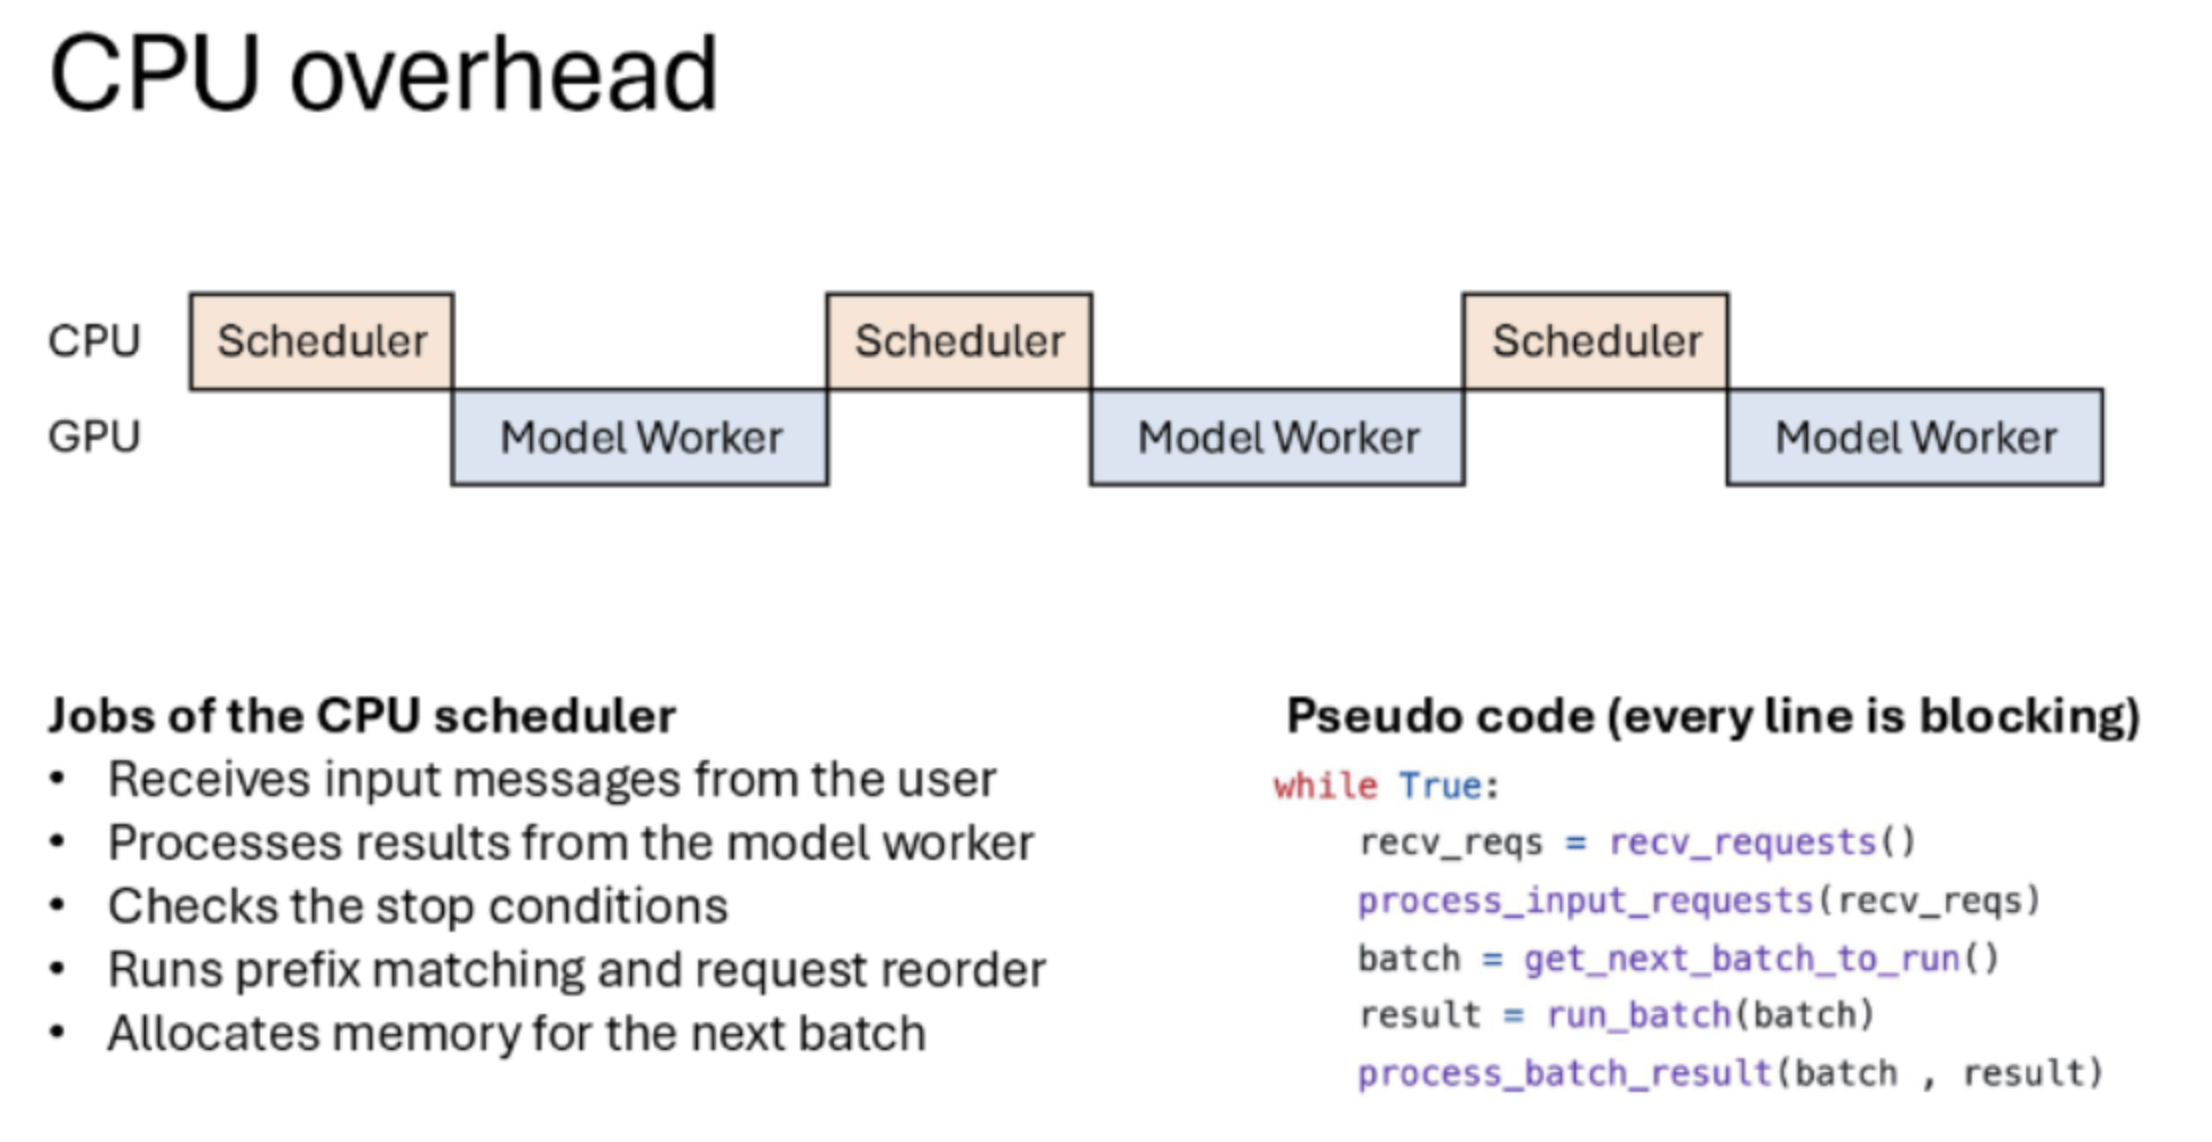 CPU overhead
CPU
Scheduler
Scheduler
Scheduler
GPU
Model Worker
Model Worker
Model Worker
Jobs of the CPU scheduler
• Receives input messages from the user
• Processes results from the model worker
• Checks the stop conditions
• Runs prefix matching and request reorder
• Allocates memory for the next batch
Pseudo code (every line is blocking)
while True:
    recv_reqs = recv_requests()
    process_input_requests(recv_reqs)
    batch = get_next_batch_to_run()
    result = run_batch(batch)
    process_batch_result(batch , result)